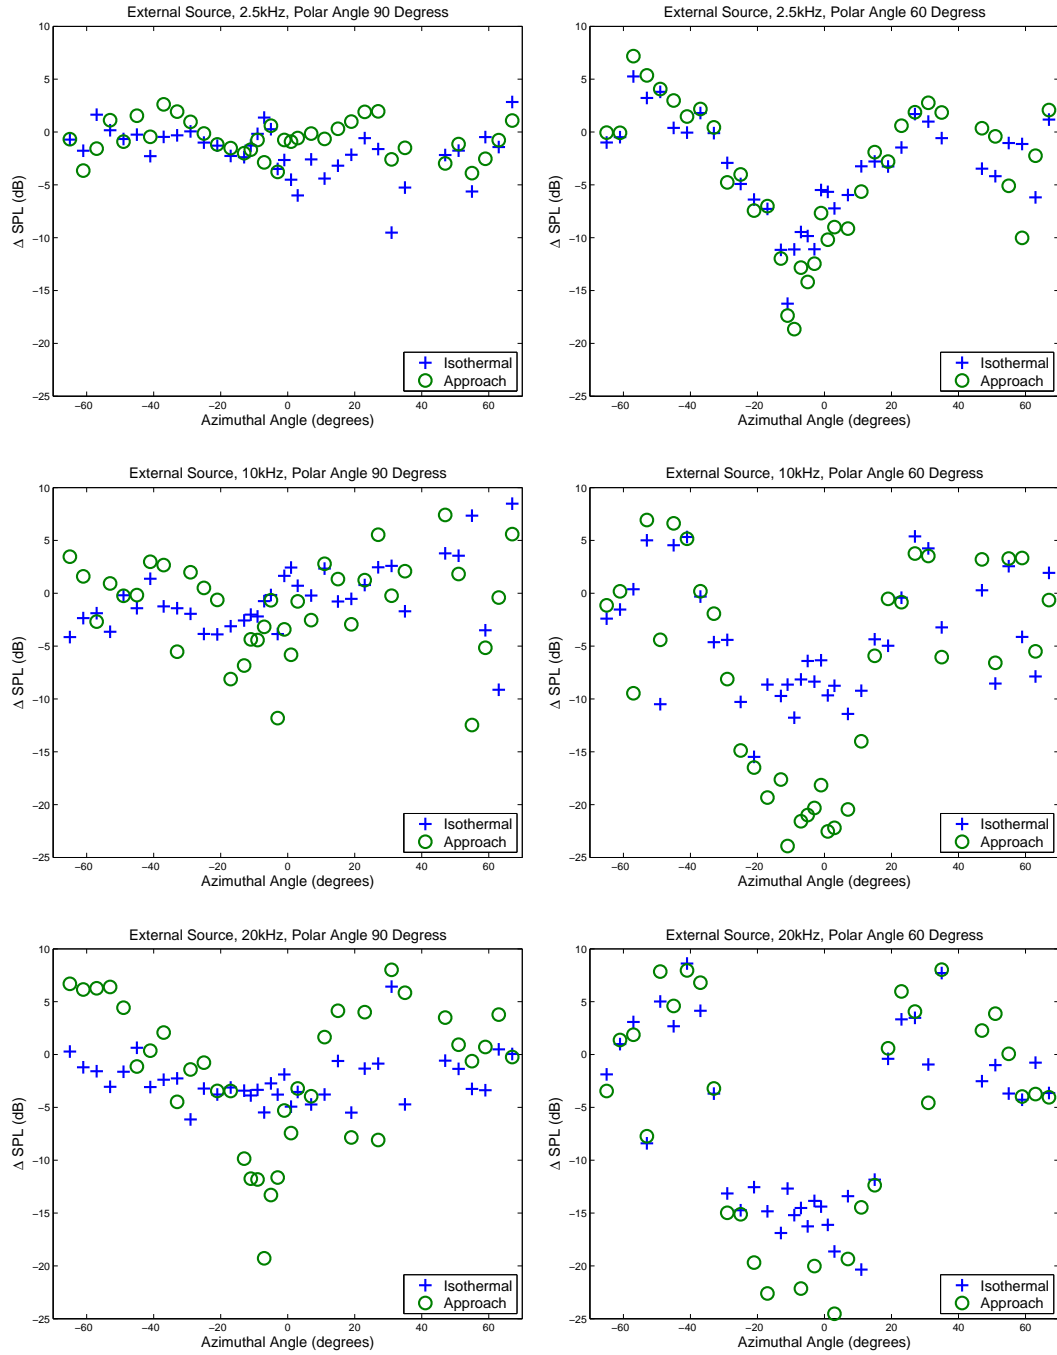 External Source, 2.5kHz, Polar Angle 90 Degress
10
5
0
−5
−10
−15
−20
−25
Δ SPL (dB)
−60 −40 −20 0 20 40 60
Azimuthal Angle (degrees)
Isothermal
Approach
External Source, 2.5kHz, Polar Angle 60 Degress
10
5
0
−5
−10
−15
−20
−25
Δ SPL (dB)
−60 −40 −20 0 20 40 60
Azimuthal Angle (degrees)
Isothermal
Approach
External Source, 10kHz, Polar Angle 90 Degress
10
5
0
−5
−10
−15
−20
−25
Δ SPL (dB)
−60 −40 −20 0 20 40 60
Azimuthal Angle (degrees)
Isothermal
Approach
External Source, 10kHz, Polar Angle 60 Degress
10
5
0
−5
−10
−15
−20
−25
Δ SPL (dB)
−60 −40 −20 0 20 40 60
Azimuthal Angle (degrees)
Isothermal
Approach
External Source, 20kHz, Polar Angle 90 Degress
10
5
0
−5
−10
−15
−20
−25
Δ SPL (dB)
−60 −40 −20 0 20 40 60
Azimuthal Angle (degrees)
Isothermal
Approach
External Source, 20kHz, Polar Angle 60 Degress
10
5
0
−5
−10
−15
−20
−25
Δ SPL (dB)
−60 −40 −20 0 20 40 60
Azimuthal Angle (degrees)
Isothermal
Approach